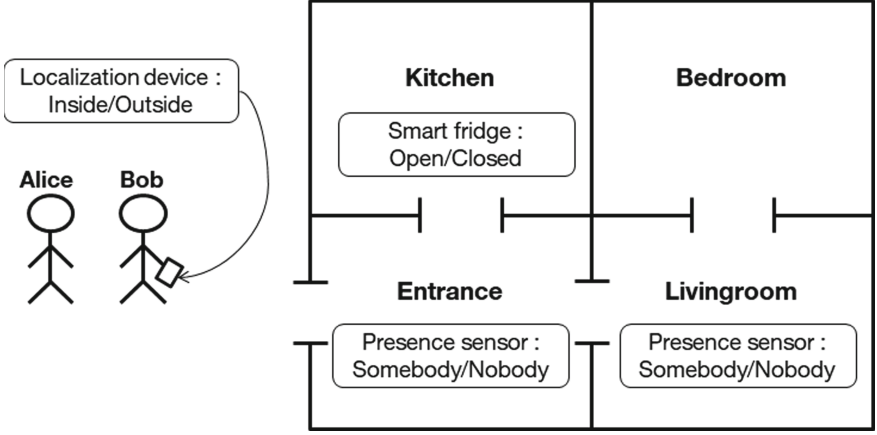 Localization device :
Inside/Outside
Alice
Bob
Kitchen
Smart fridge :
Open/Closed
Bedroom
Entrance
Presence sensor :
Somebody/Nobody
Livingroom
Presence sensor :
Somebody/Nobody